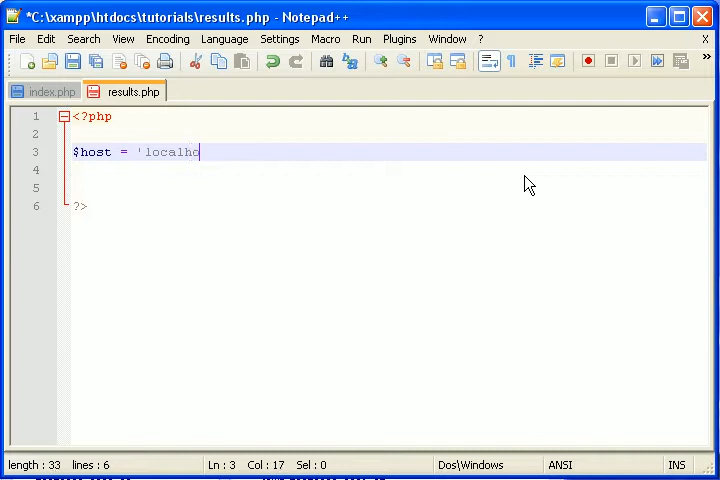 *C:\xampp\htdocs\tutorials\results.php - Notepad++
File Edit Search View Encoding Language Settings Macro Run Plugins Window ? X
index.php results.php
1 <?php
2
3 $host = 'localho
4
5
6 ?>
length : 33 lines : 6 Ln : 3 Col : 17 Sel : 0 Dos\Windows ANSI INS